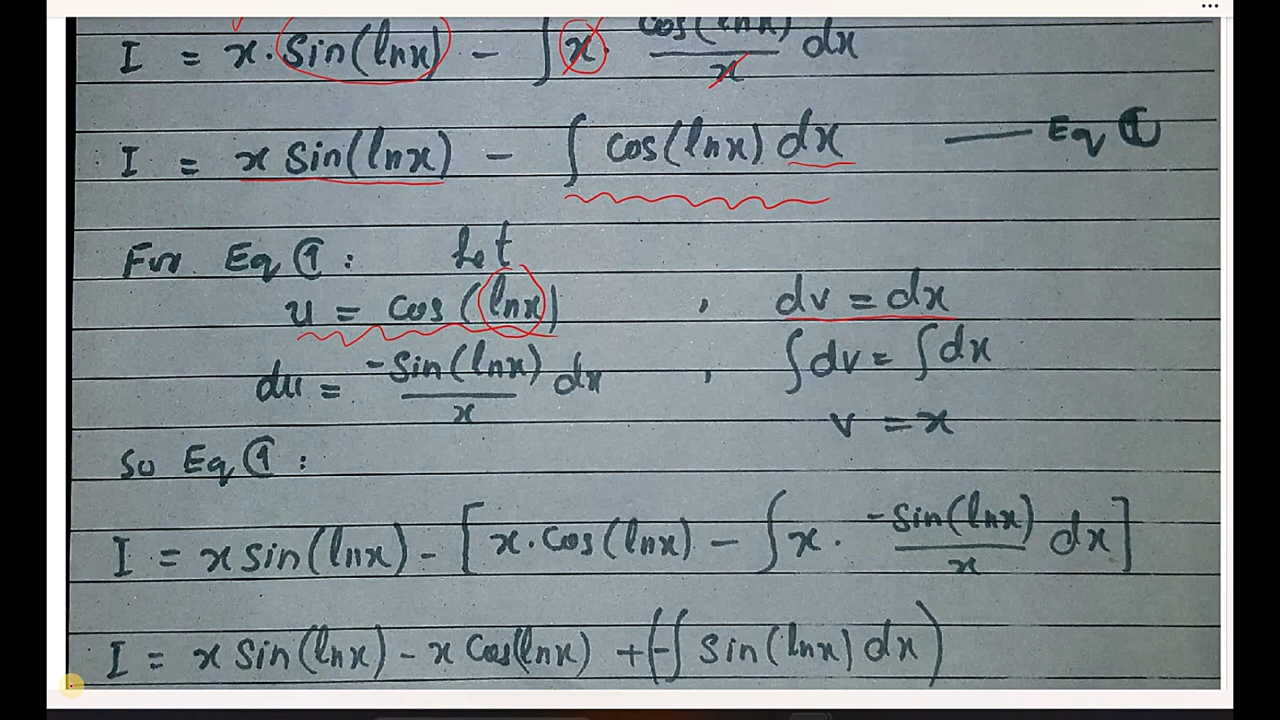 I = x. sin(lnx) - ∫x. cos(lnx)/x dx
I = x sin(lnx) - ∫ cos(lnx) dx —— Eq ①
For Eq ①: Let
u = cos(lnx) , dv = dx
du = -sin(lnx)/x dx , ∫dv = ∫dx
v = x
So Eq ①:
I = x sin(lnx) - [x.cos(lnx) - ∫x. -sin(lnx)/x dx]
I = x sin(lnx) - x cos(lnx) + (-∫ sin(lnx) dx)